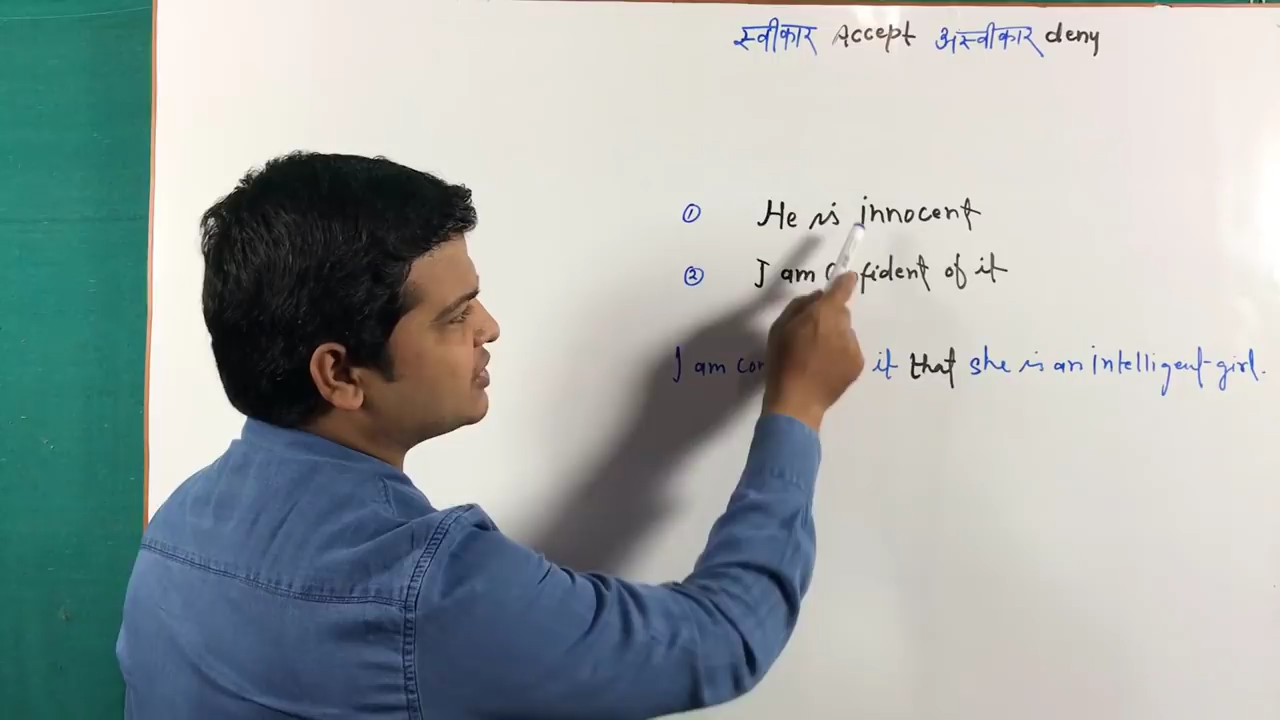 स्वीकार Accept अस्वीकार deny
① He is innocent
② I am of it
I am it that she is an intelligent girl.